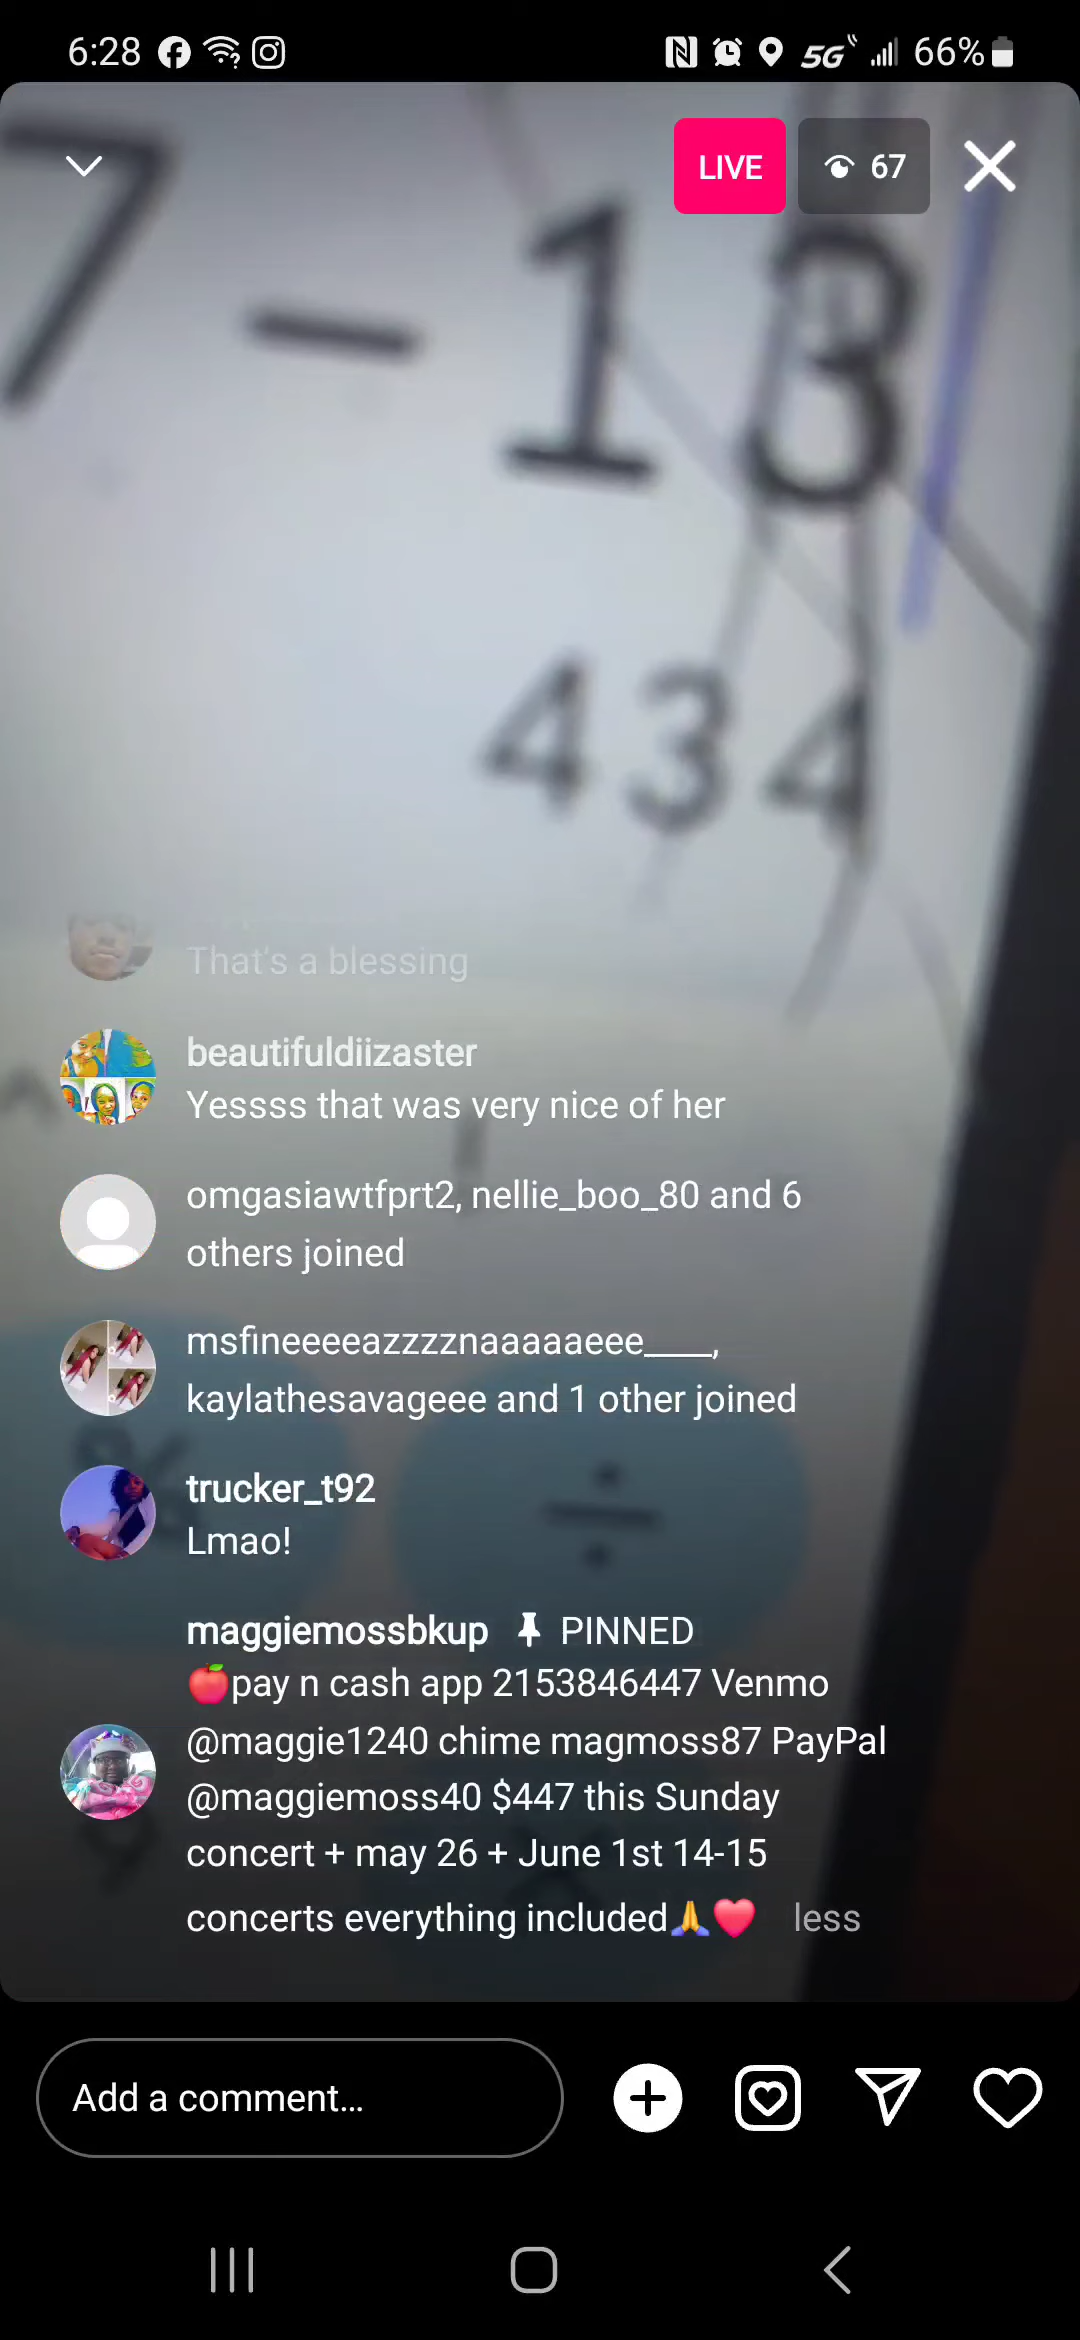 6:28 5G 66%
LIVE 67
7-13
434
That's a blessing
beautifuldiizaster
Yessss that was very nice of her
omgasiawtfprt2, nellie_boo_80 and 6
others joined
msfineeeeazzzznaaaaaeee____,
kaylathesavageee and 1 other joined
%
÷
trucker_t92
Lmao!
maggiemossbkup 📌 PINNED
🍎pay n cash app 2153846447 Venmo
@maggie1240 chime magmoss87 PayPal
@maggiemoss40 $447 this Sunday
concert + may 26 + June 1st 14-15
concerts everything included🙏❤️ less
9
×
Add a comment...